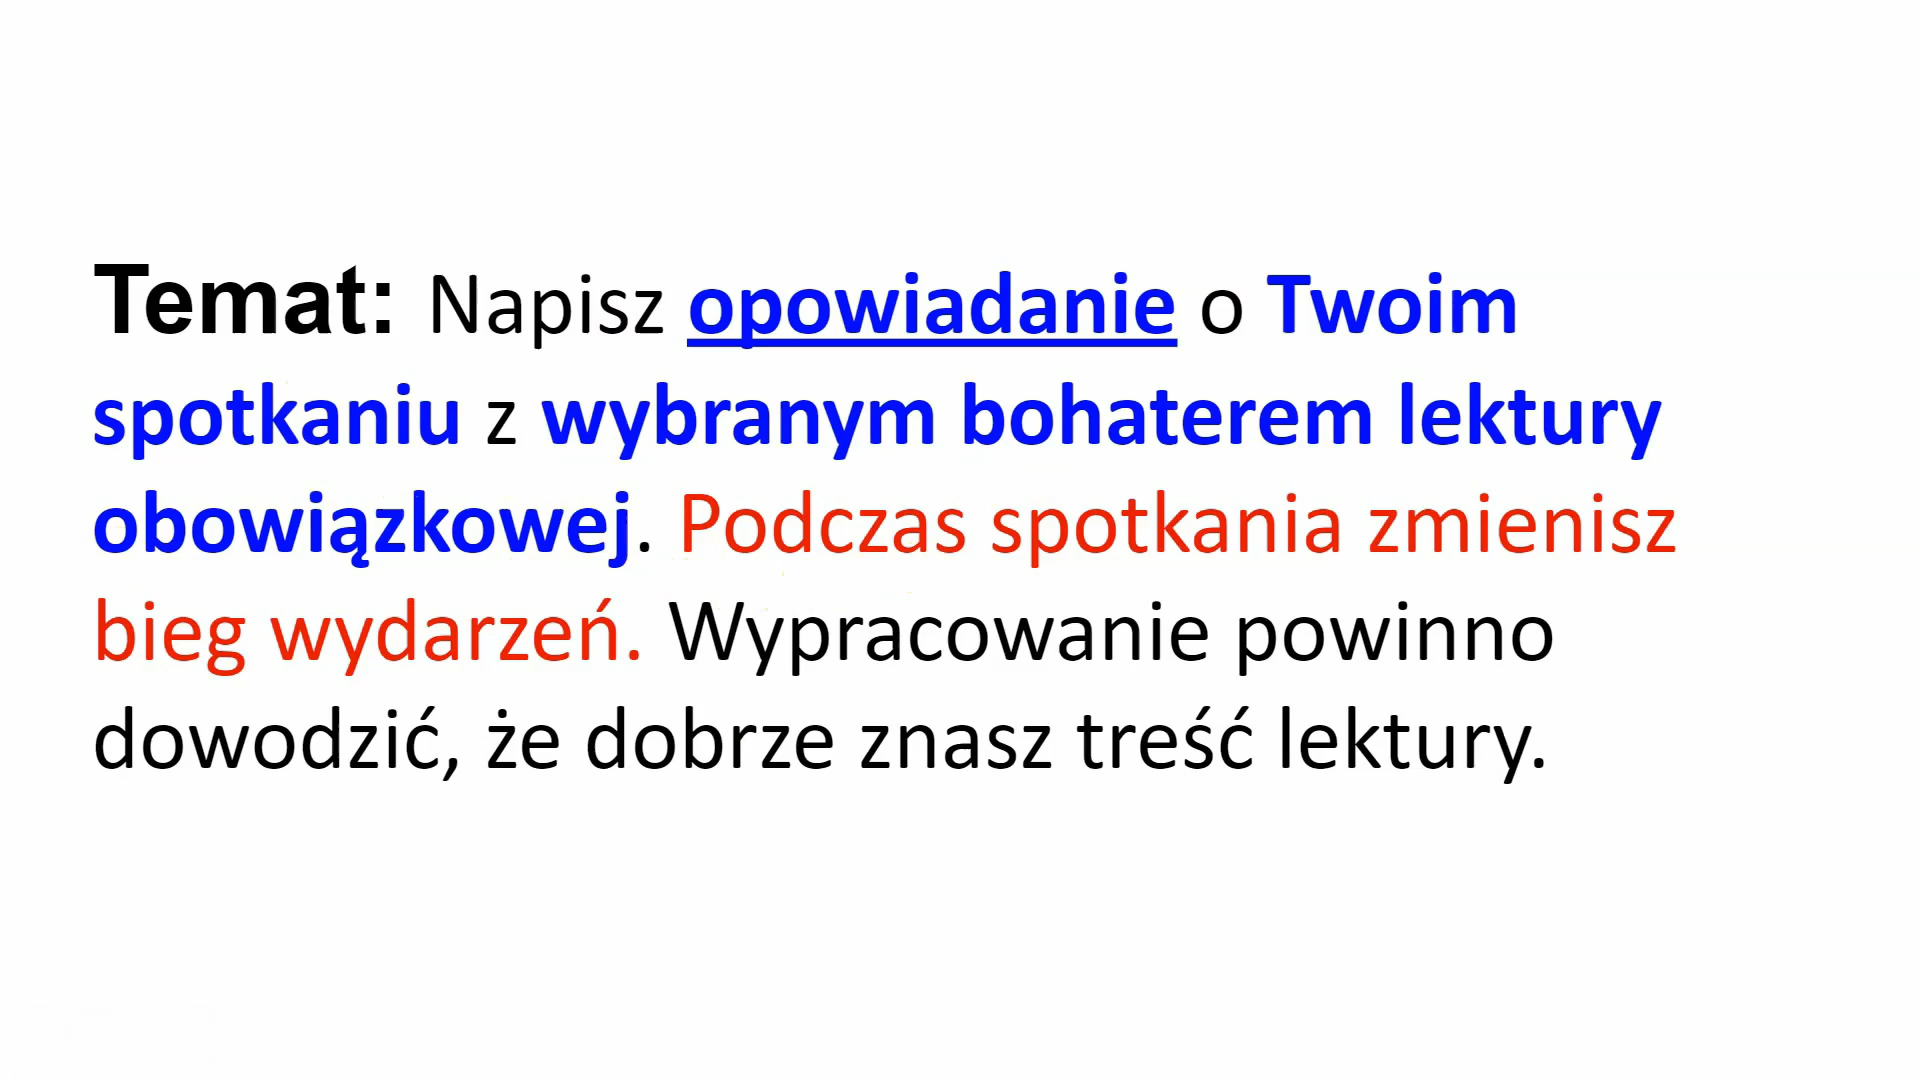 Temat: Napisz opowiadanie o Twoim
spotkaniu z wybranym bohaterem lektury
obowiązkowej. Podczas spotkania zmienisz
bieg wydarzeń. Wypracowanie powinno
dowodzić, że dobrze znasz treść lektury.